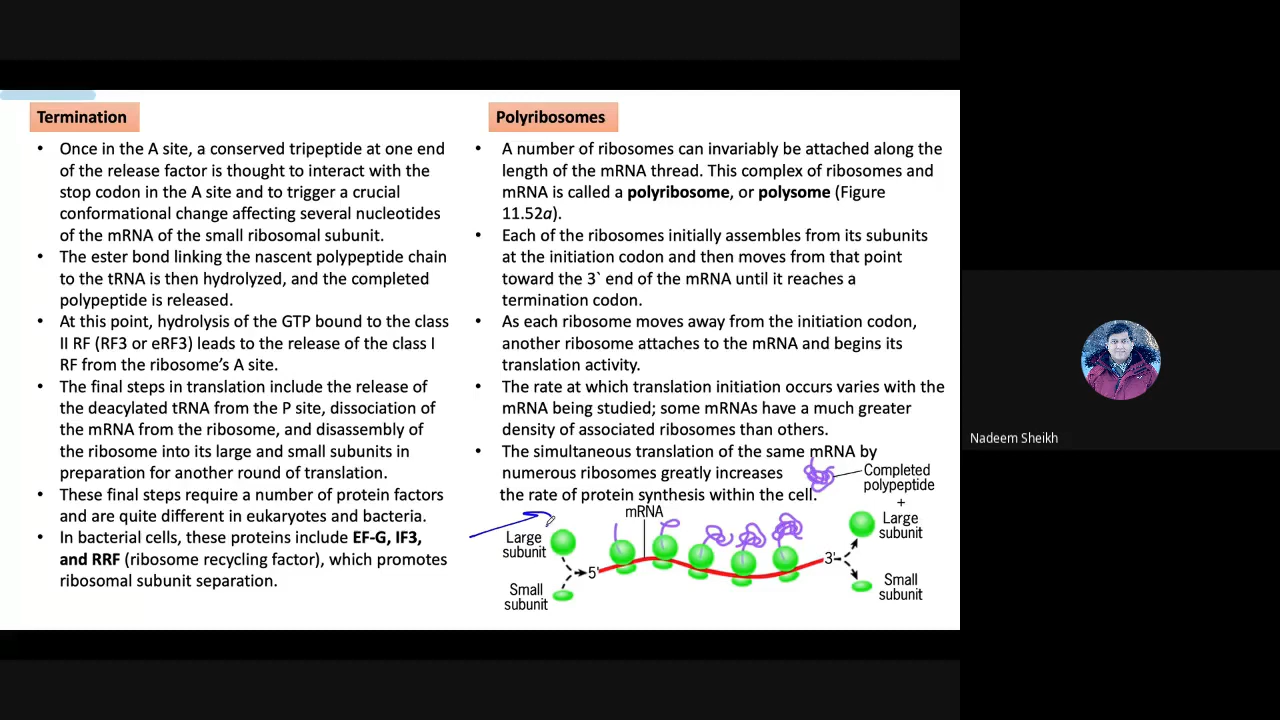 Termination
• Once in the A site, a conserved tripeptide at one end
of the release factor is thought to interact with the
stop codon in the A site and to trigger a crucial
conformational change affecting several nucleotides
of the mRNA of the small ribosomal subunit.
• The ester bond linking the nascent polypeptide chain
to the tRNA is then hydrolyzed, and the completed
polypeptide is released.
• At this point, hydrolysis of the GTP bound to the class
II RF (RF3 or eRF3) leads to the release of the class I
RF from the ribosome’s A site.
• The final steps in translation include the release of
the deacylated tRNA from the P site, dissociation of
the mRNA from the ribosome, and disassembly of
the ribosome into its large and small subunits in
preparation for another round of translation.
• These final steps require a number of protein factors
and are quite different in eukaryotes and bacteria.
• In bacterial cells, these proteins include EF-G, IF3,
and RRF (ribosome recycling factor), which promotes
ribosomal subunit separation.
Polyribosomes
• A number of ribosomes can invariably be attached along the
length of the mRNA thread. This complex of ribosomes and
mRNA is called a polyribosome, or polysome (Figure
11.52a).
• Each of the ribosomes initially assembles from its subunits
at the initiation codon and then moves from that point
toward the 3` end of the mRNA until it reaches a
termination codon.
• As each ribosome moves away from the initiation codon,
another ribosome attaches to the mRNA and begins its
translation activity.
• The rate at which translation initiation occurs varies with the
mRNA being studied; some mRNAs have a much greater
density of associated ribosomes than others.
• The simultaneous translation of the same mRNA by
numerous ribosomes greatly increases
the rate of protein synthesis within the cell.
Completed
polypeptide
+
Large
subunit
Small
subunit
mRNA
Large
subunit
Small
subunit
5'
3'
Nadeem Sheikh